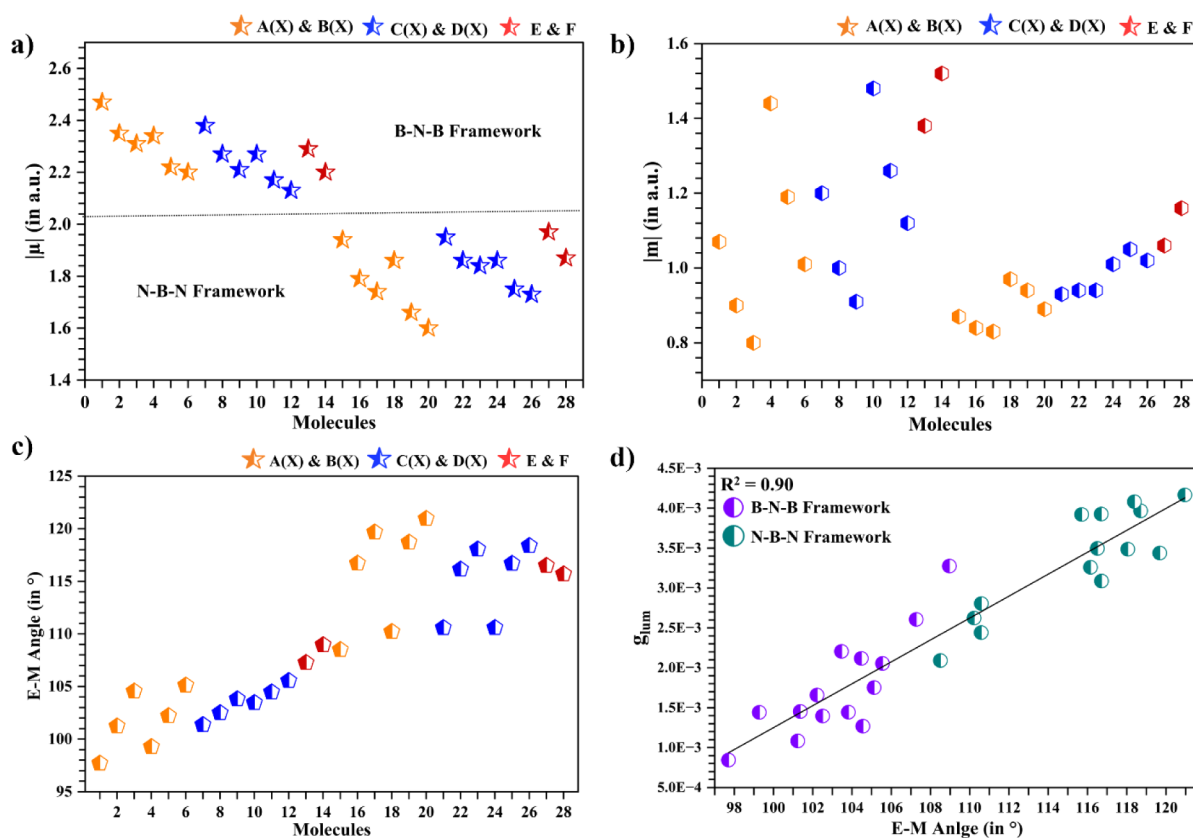 a)
A(X) & B(X) C(X) & D(X) E & F
2.6
2.4
2.2
2.0
1.8
1.6
1.4
|μ| (in a.u.)
B-N-B Framework
N-B-N Framework
0 2 4 6 8 10 12 14 16 18 20 22 24 26 28
Molecules
b)
A(X) & B(X) C(X) & D(X) E & F
1.6
1.4
1.2
1.0
0.8
|m| (in a.u.)
0 2 4 6 8 10 12 14 16 18 20 22 24 26 28
Molecules
c)
A(X) & B(X) C(X) & D(X) E & F
125
120
115
110
105
100
95
E-M Angle (in °)
2 4 6 8 10 12 14 16 18 20 22 24 26 28
Molecules
d)
R² = 0.90
B-N-B Framework
N-B-N Framework
4.5E-3
4.0E-3
3.5E-3
3.0E-3
2.5E-3
2.0E-3
1.5E-3
1.0E-3
5.0E-4
glum
98 100 102 104 106 108 110 112 114 116 118 120
E-M Anlge (in °)